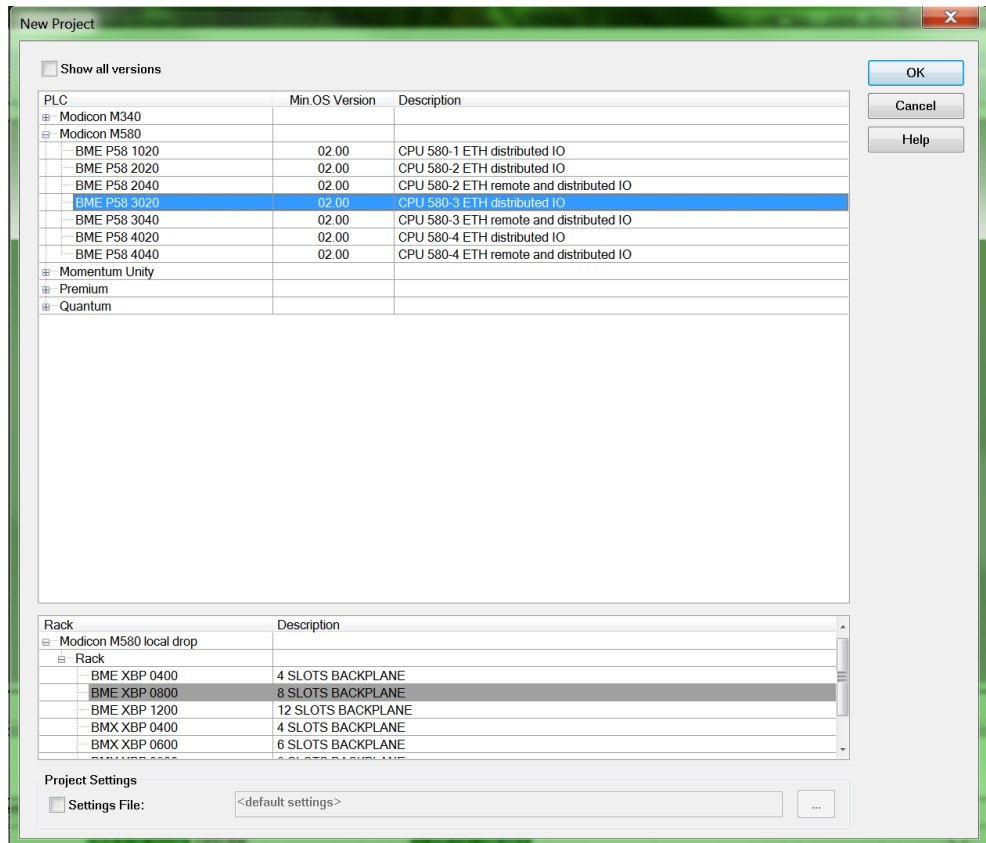 New Project
Show all versions
OK
Cancel
Help
PLC Min.OS Version Description
Modicon M340
Modicon M580
BME P58 1020 02.00 CPU 580-1 ETH distributed IO
BME P58 2020 02.00 CPU 580-2 ETH distributed IO
BME P58 2040 02.00 CPU 580-2 ETH remote and distributed IO
BME P58 3020 02.00 CPU 580-3 ETH distributed IO
BME P58 3040 02.00 CPU 580-3 ETH remote and distributed IO
BME P58 4020 02.00 CPU 580-4 ETH distributed IO
BME P58 4040 02.00 CPU 580-4 ETH remote and distributed IO
Momentum Unity
Premium
Quantum
Rack Description
Modicon M580 local drop
Rack
BME XBP 0400 4 SLOTS BACKPLANE
BME XBP 0800 8 SLOTS BACKPLANE
BME XBP 1200 12 SLOTS BACKPLANE
BMX XBP 0400 4 SLOTS BACKPLANE
BMX XBP 0600 6 SLOTS BACKPLANE
Project Settings
Settings File: <default settings> ...